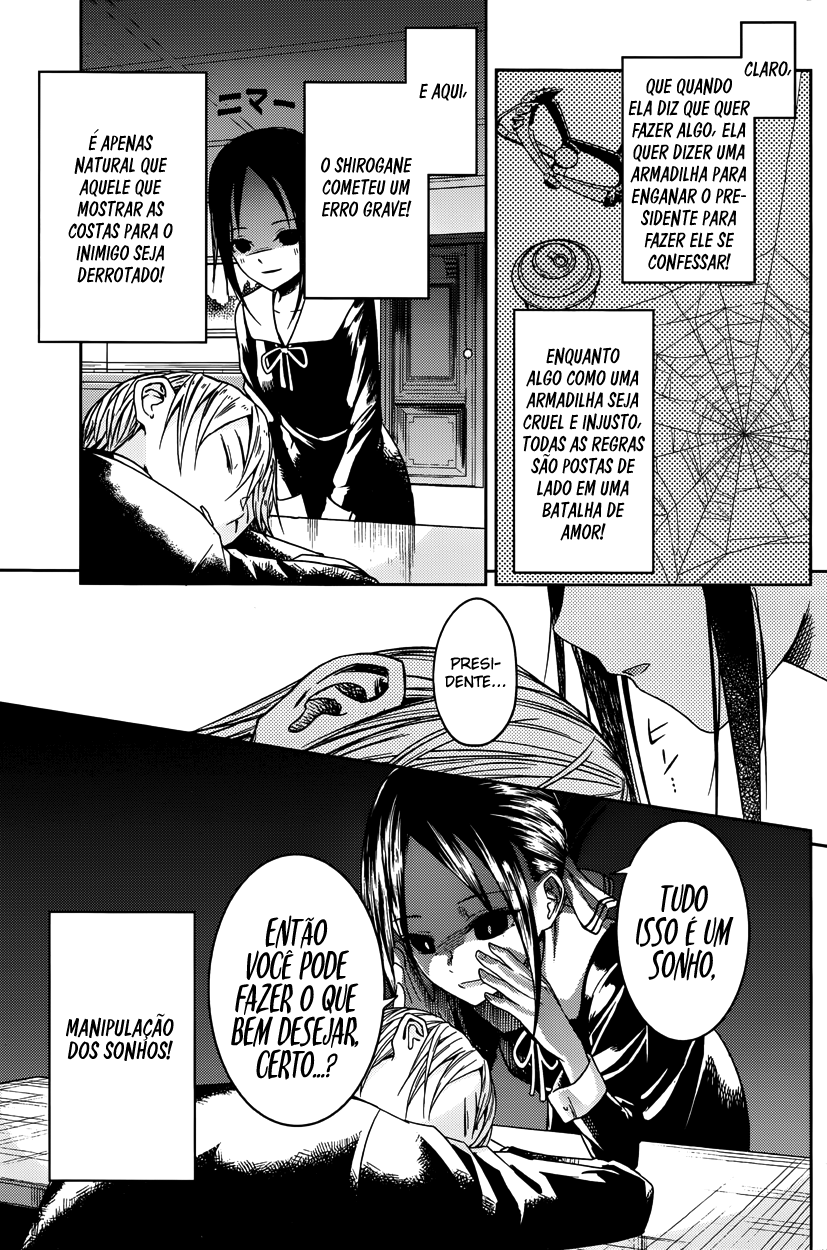 CLARO,
QUE QUANDO
ELA DIZ QUE QUER
FAZER ALGO, ELA
QUER DIZER UMA
ARMADILHA PARA
ENGANAR O PRE-
SIDENTE PARA
FAZER ELE SE
CONFESSAR!
ENQUANTO
ALGO COMO UMA
ARMADILHA SEJA
CRUEL E INJUSTO,
TODAS AS REGRAS
SÃO POSTAS DE
LADO EM UMA
BATALHA DE
AMOR!
E AQUI,
O SHIROGANE
COMETEU UM
ERRO GRAVE!
ニマー
É APENAS
NATURAL QUE
AQUELE QUE
MOSTRAR AS
COSTAS PARA O
INIMIGO SEJA
DERROTADO!
PRESI-
DENTE...
TUDO
ISSO É UM
SONHO,
ENTÃO
VOCÊ PODE
FAZER O QUE
BEM DESEJAR,
CERTO...?
MANIPULAÇÃO
DOS SONHOS!